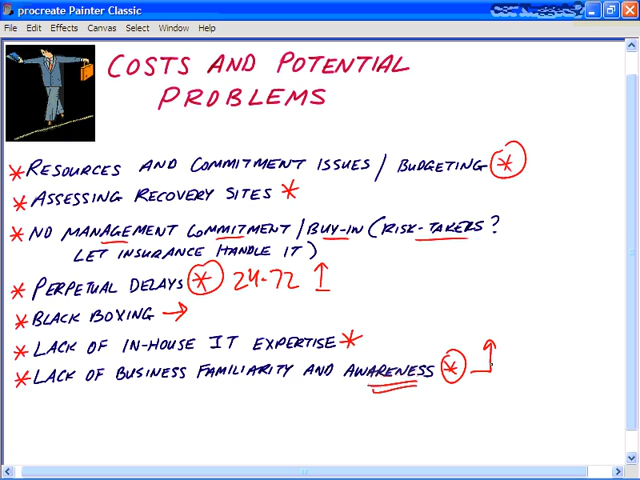 procreate Painter Classic
File Edit Effects Canvas Select Window Help
COSTS AND POTENTIAL
PROBLEMS
* RESOURCES AND COMMITMENT ISSUES / BUDGETING *
* ASSESSING RECOVERY SITES *
* NO MANAGEMENT COMMITMENT / BUY-IN (RISK-TAKERS?
LET INSURANCE HANDLE IT)
* PERPETUAL DELAYS * 24-72 ↑
* BLACK BOXING →
* LACK OF IN-HOUSE IT EXPERTISE *
* LACK OF BUSINESS FAMILIARITY AND AWARENESS *